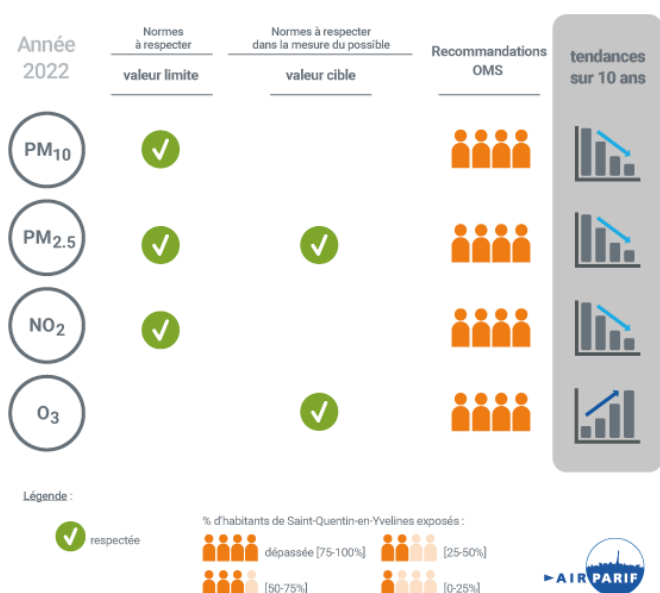 Année
2022
Normes
à respecter
valeur limite
Normes à respecter
dans la mesure du possible
valeur cible
Recommandations
OMS
tendances
sur 10 ans
PM10
PM2.5
NO2
O3
Légende :
respectée
% d'habitants de Saint-Quentin-en-Yvelines exposés :
dépassée [75-100%]
[25-50%]
[50-75%]
[0-25%]
AIRPARIF